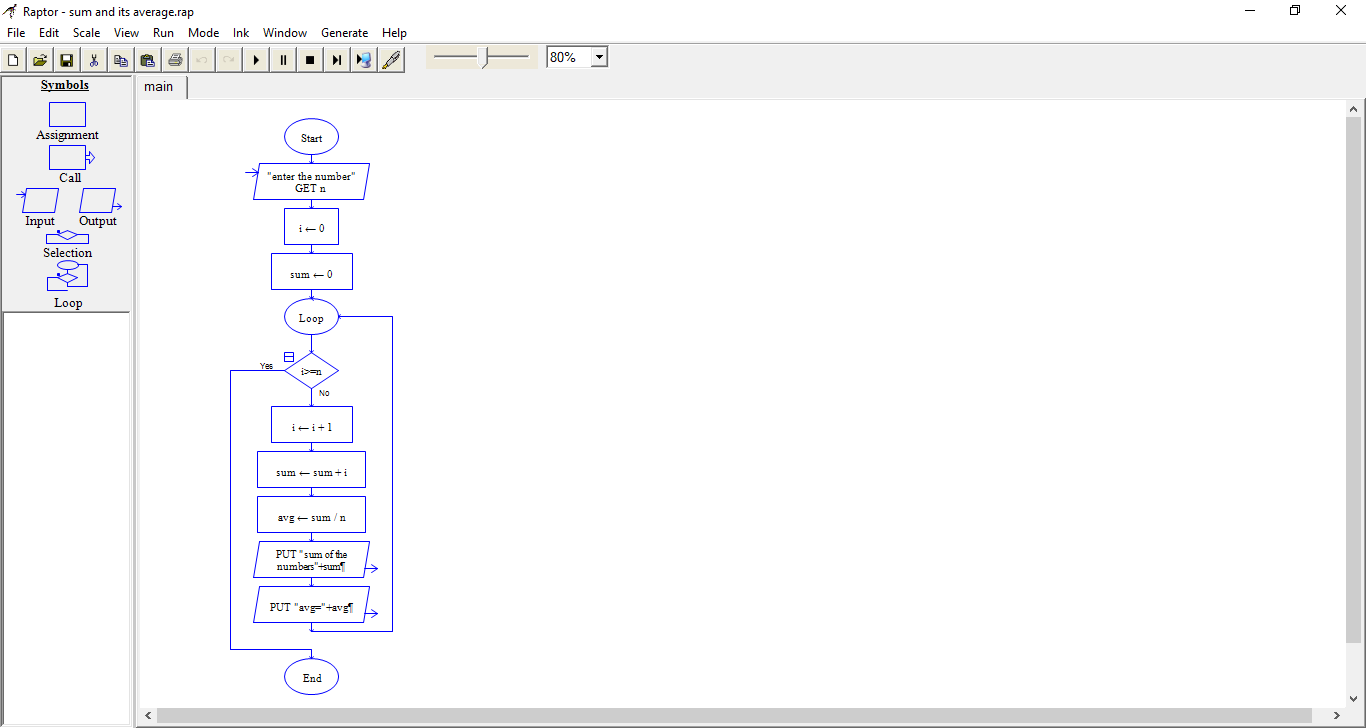 Raptor - sum and its average.rap
File Edit Scale View Run Mode Ink Window Generate Help
80%
Symbols
Assignment
Call
Input Output
Selection
Loop
main
Start
"enter the number"
GET n
i ← 0
sum ← 0
Loop
Yes
i>=n
No
i ← i + 1
sum ← sum + i
avg ← sum / n
PUT "sum of the
numbers"+sum¶
PUT "avg="+avg¶
End